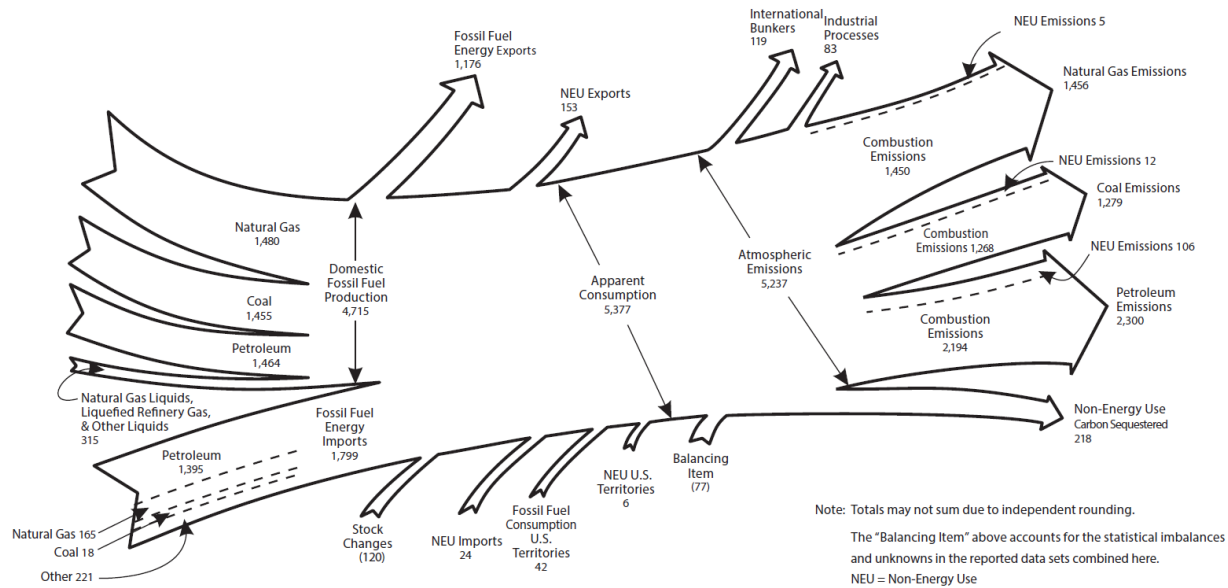 International
Bunkers
119
Industrial
Processes
83
NEU Emissions 5
Fossil Fuel
Energy Exports
1,176
Natural Gas Emissions
1,456
NEU Exports
153
Combustion
Emissions
1,450
NEU Emissions 12
Coal Emissions
1,279
Natural Gas
1,480
Combustion
Emissions 1,268
NEU Emissions 106
Domestic
Fossil Fuel
Production
4,715
Apparent
Consumption
5,377
Atmospheric
Emissions
5,237
Coal
1,455
Petroleum
Emissions
2,300
Combustion
Emissions
2,194
Petroleum
1,464
Natural Gas Liquids,
Liquefied Refinery Gas,
& Other Liquids
315
Fossil Fuel
Energy
Imports
1,799
Non-Energy Use
Carbon Sequestered
218
Petroleum
1,395
NEU U.S.
Territories
6
Balancing
Item
(77)
Natural Gas 165
Coal 18
Other 221
Stock
Changes
(120)
NEU Imports
24
Fossil Fuel
Consumption
U.S.
Territories
42
Note: Totals may not sum due to independent rounding.
The "Balancing Item" above accounts for the statistical imbalances
and unknowns in the reported data sets combined here.
NEU = Non-Energy Use